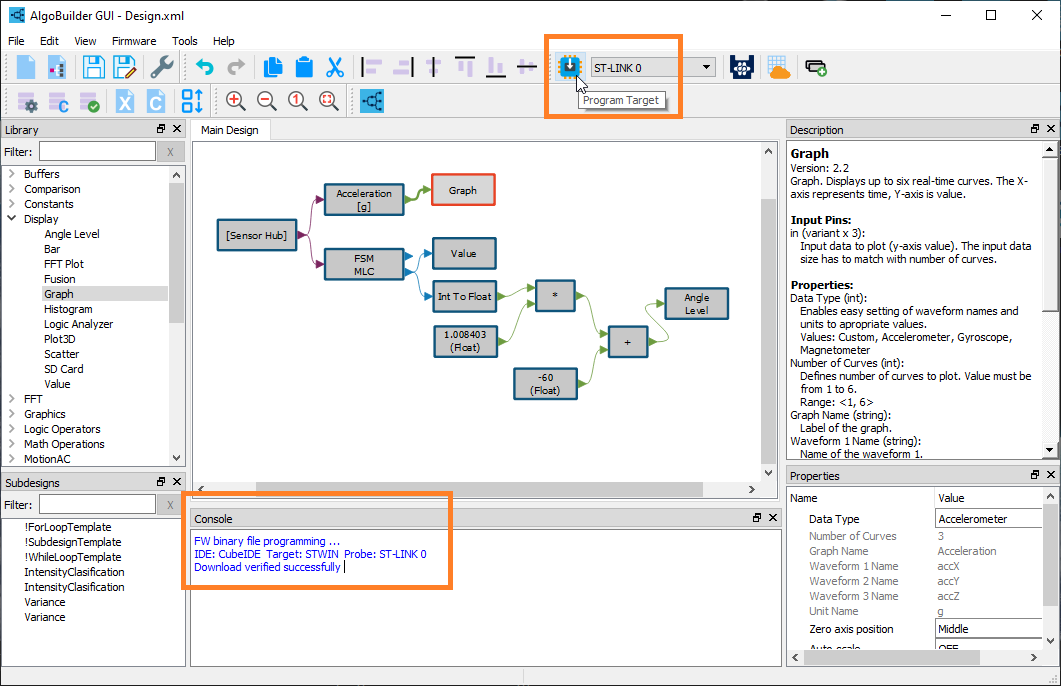 AlgoBuilder GUI - Design.xml
File Edit View Firmware Tools Help
ST-LINK 0
Program Target
Library
Filter:
X
Buffers
Comparison
Constants
Display
Angle Level
Bar
FFT Plot
Fusion
Graph
Histogram
Logic Analyzer
Plot3D
Scatter
SD Card
Value
FFT
Graphics
Logic Operators
Math Operations
MotionAC
Subdesigns
Filter:
X
!ForLoopTemplate
!SubdesignTemplate
!WhileLoopTemplate
IntensityClasification
IntensityClasification
Variance
Variance
Main Design
[Sensor Hub]
Acceleration
[g]
Graph
FSM
MLC
Value
Int To Float
1.008403
(Float)
*
-60
(Float)
+
Angle
Level
Console
FW binary file programming ...
IDE: CubeIDE Target: STWIN Probe: ST-LINK 0
Download verified successfully
Description
Graph
Version: 2.2
Graph. Displays up to six real-time curves. The X-
axis represents time, Y-axis is value.
Input Pins:
in (variant x 3):
Input data to plot (y-axis value). The input data
size has to match with number of curves.
Properties:
Data Type (int):
Enables easy setting of waveform names and
units to apropriate values.
Values: Custom, Accelerometer, Gyroscope,
Magnetometer
Number of Curves (int):
Defines number of curves to plot. Value must be
from 1 to 6.
Range: <1, 6>
Graph Name (string):
Label of the graph.
Waveform 1 Name (string):
Name of the waveform 1.
Properties
Name Value
Data Type Accelerometer
Number of Curves 3
Graph Name Acceleration
Waveform 1 Name accX
Waveform 2 Name accY
Waveform 3 Name accZ
Unit Name g
Zero axis position Middle
Auto-scale OFF